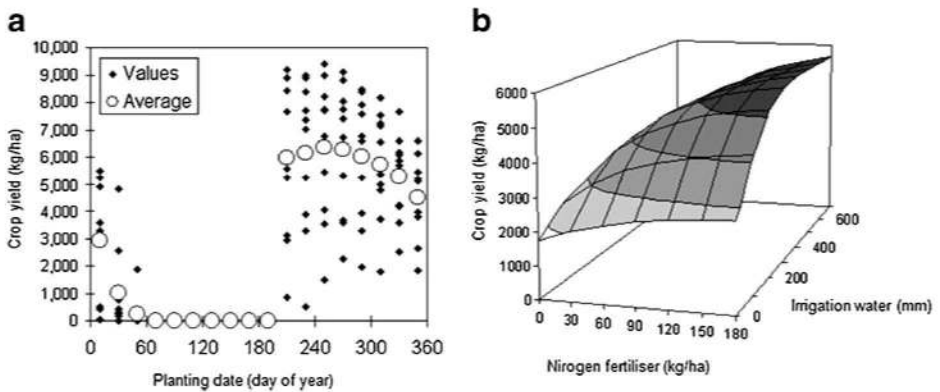 a
10,000
9,000
8,000
7,000
6,000
5,000
4,000
3,000
2,000
1,000
0
Crop yield (kg/ha)
Values
Average
0 60 120 180 240 300 360
Planting date (day of year)
b
6000
5000
4000
3000
2000
1000
0
Crop yield (kg/ha)
0 30 60 90 120 150 180
Nirogen fertiliser (kg/ha)
0
200
400
600
Irrigation water (mm)